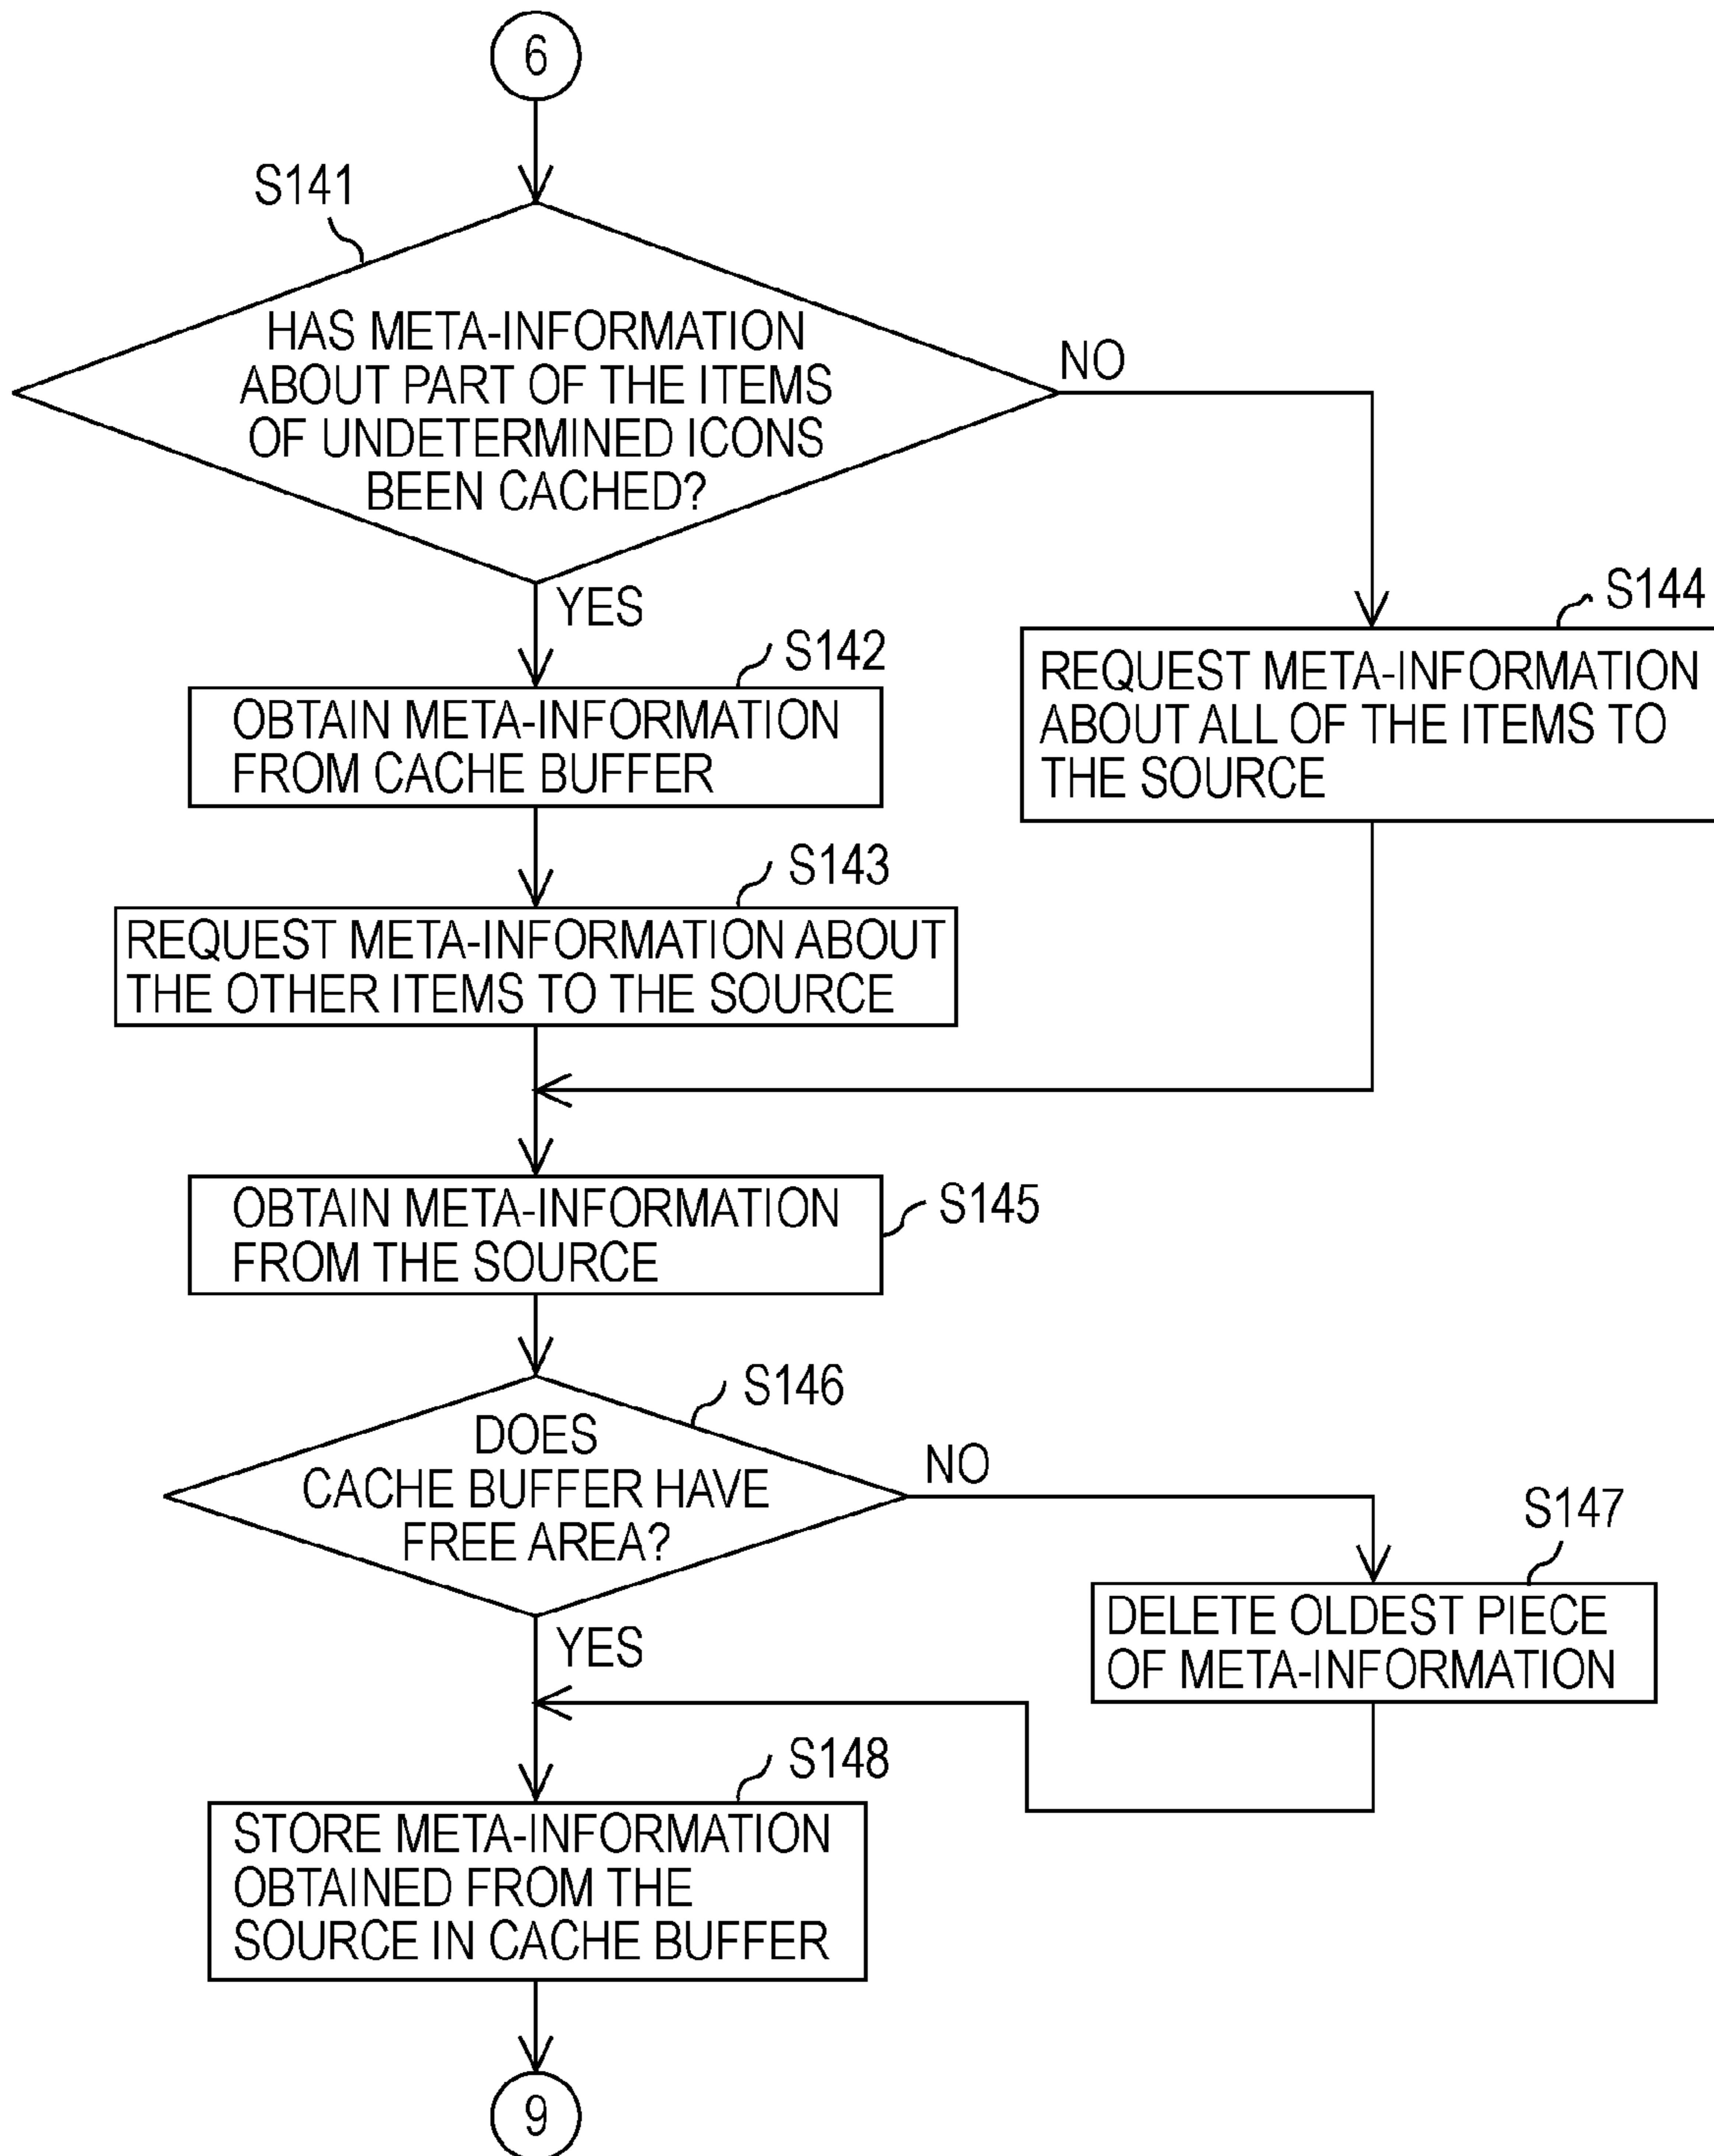 6
S141
HAS META-INFORMATION
ABOUT PART OF THE ITEMS
OF UNDETERMINED ICONS
BEEN CACHED?
NO
YES
S142
OBTAIN META-INFORMATION
FROM CACHE BUFFER
S144
REQUEST META-INFORMATION
ABOUT ALL OF THE ITEMS TO
THE SOURCE
S143
REQUEST META-INFORMATION ABOUT
THE OTHER ITEMS TO THE SOURCE
S145
OBTAIN META-INFORMATION
FROM THE SOURCE
S146
DOES
CACHE BUFFER HAVE
FREE AREA?
NO
YES
S147
DELETE OLDEST PIECE
OF META-INFORMATION
S148
STORE META-INFORMATION
OBTAINED FROM THE
SOURCE IN CACHE BUFFER
9